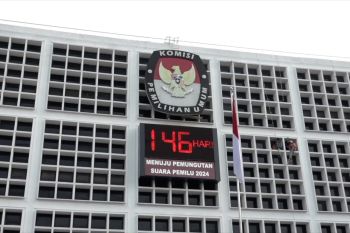 KOMISI
PEMILIHAN UMUM
146 HARI
MENUJU PEMUNGUTAN
SUARA PEMILU 2024